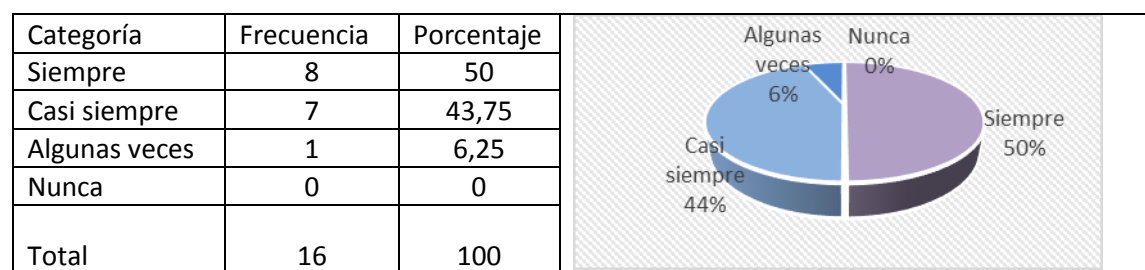 Categoría Frecuencia Porcentaje
Siempre 8 50
Casi siempre 7 43,75
Algunas veces 1 6,25
Nunca 0 0
Total 16 100
Algunas
veces
6%
Nunca
0%
Siempre
50%
Casi
siempre
44%